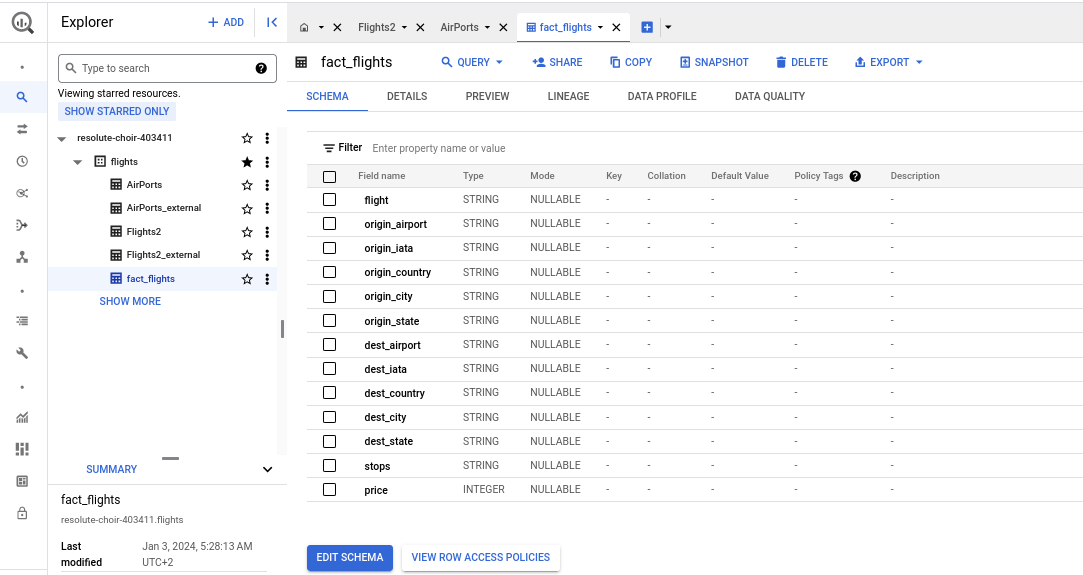 Explorer
+ ADD
Flights2
AirPorts
fact_flights
Type to search
?
Viewing starred resources.
SHOW STARRED ONLY
resolute-choir-403411
flights
AirPorts
AirPorts_external
Flights2
Flights2_external
fact_flights
SHOW MORE
SUMMARY
fact_flights
resolute-choir-403411.flights
Last modified Jan 3, 2024, 5:28:13 AM UTC+2
fact_flights
QUERY SHARE COPY SNAPSHOT DELETE EXPORT
SCHEMA DETAILS PREVIEW LINEAGE DATA PROFILE DATA QUALITY
Filter Enter property name or value
Field name Type Mode Key Collation Default Value Policy Tags ? Description
flight STRING NULLABLE - - - - -
origin_airport STRING NULLABLE - - - - -
origin_iata STRING NULLABLE - - - - -
origin_country STRING NULLABLE - - - - -
origin_city STRING NULLABLE - - - - -
origin_state STRING NULLABLE - - - - -
dest_airport STRING NULLABLE - - - - -
dest_iata STRING NULLABLE - - - - -
dest_country STRING NULLABLE - - - - -
dest_city STRING NULLABLE - - - - -
dest_state STRING NULLABLE - - - - -
stops STRING NULLABLE - - - - -
price INTEGER NULLABLE - - - - -
EDIT SCHEMA VIEW ROW ACCESS POLICIES